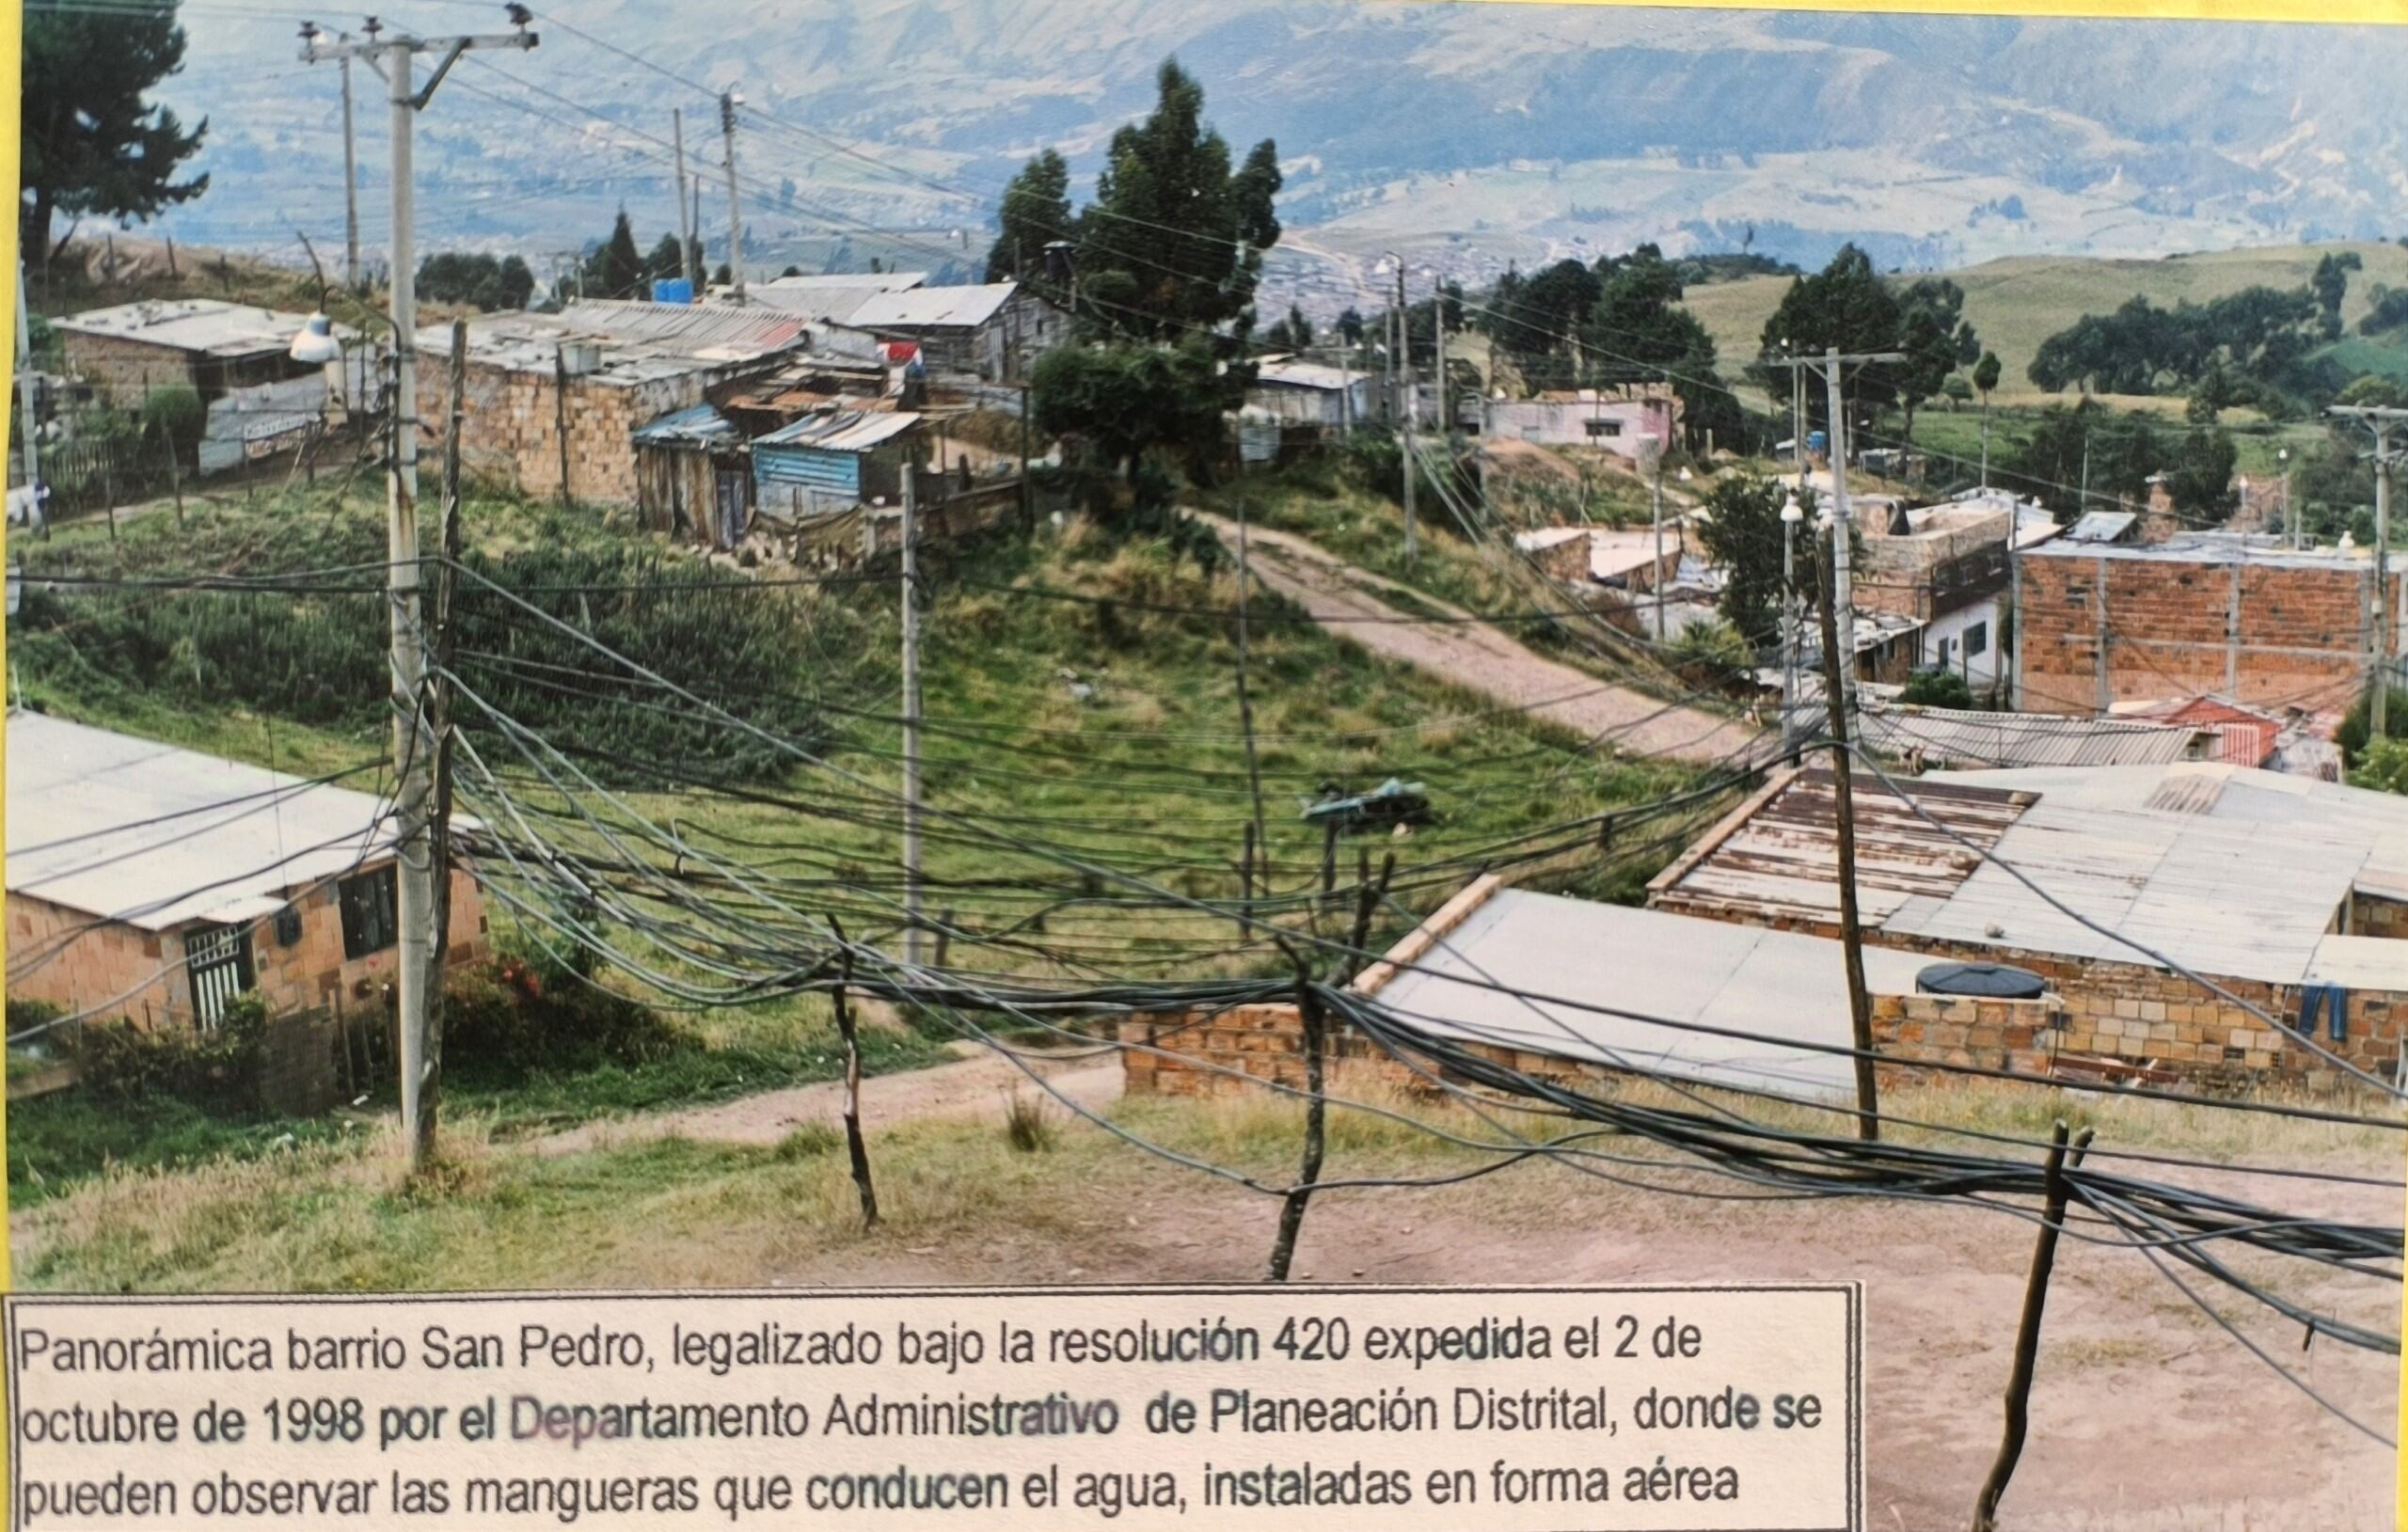 Panorámica barrio San Pedro, legalizado bajo la resolución 420 expedida el 2 de
octubre de 1998 por el Departamento Administrativo de Planeación Distrital, donde se
pueden observar las mangueras que conducen el agua, instaladas en forma aérea